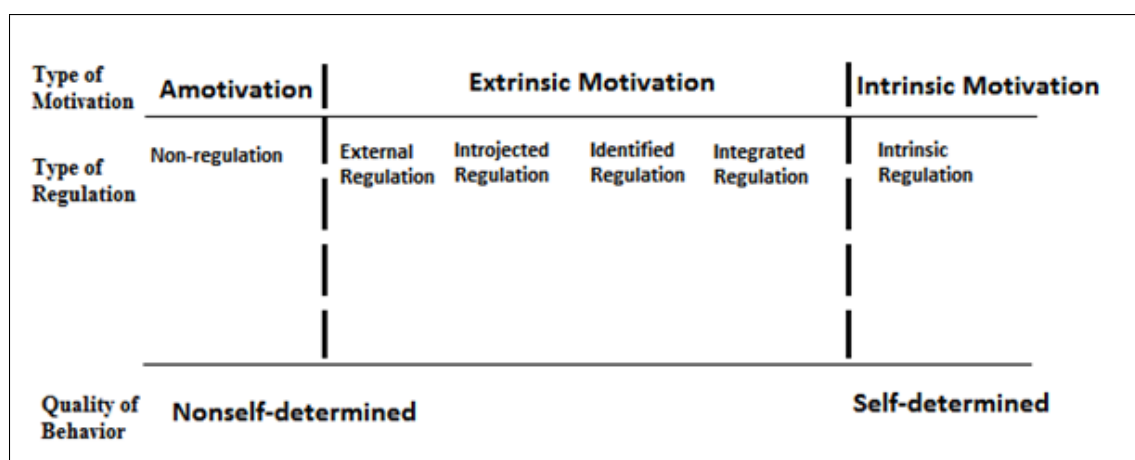 Type of
Motivation
Amotivation
Extrinsic Motivation
Intrinsic Motivation
Type of
Regulation
Non-regulation
External
Regulation
Introjected
Regulation
Identified
Regulation
Integrated
Regulation
Intrinsic
Regulation
Quality of
Behavior
Nonself-determined
Self-determined